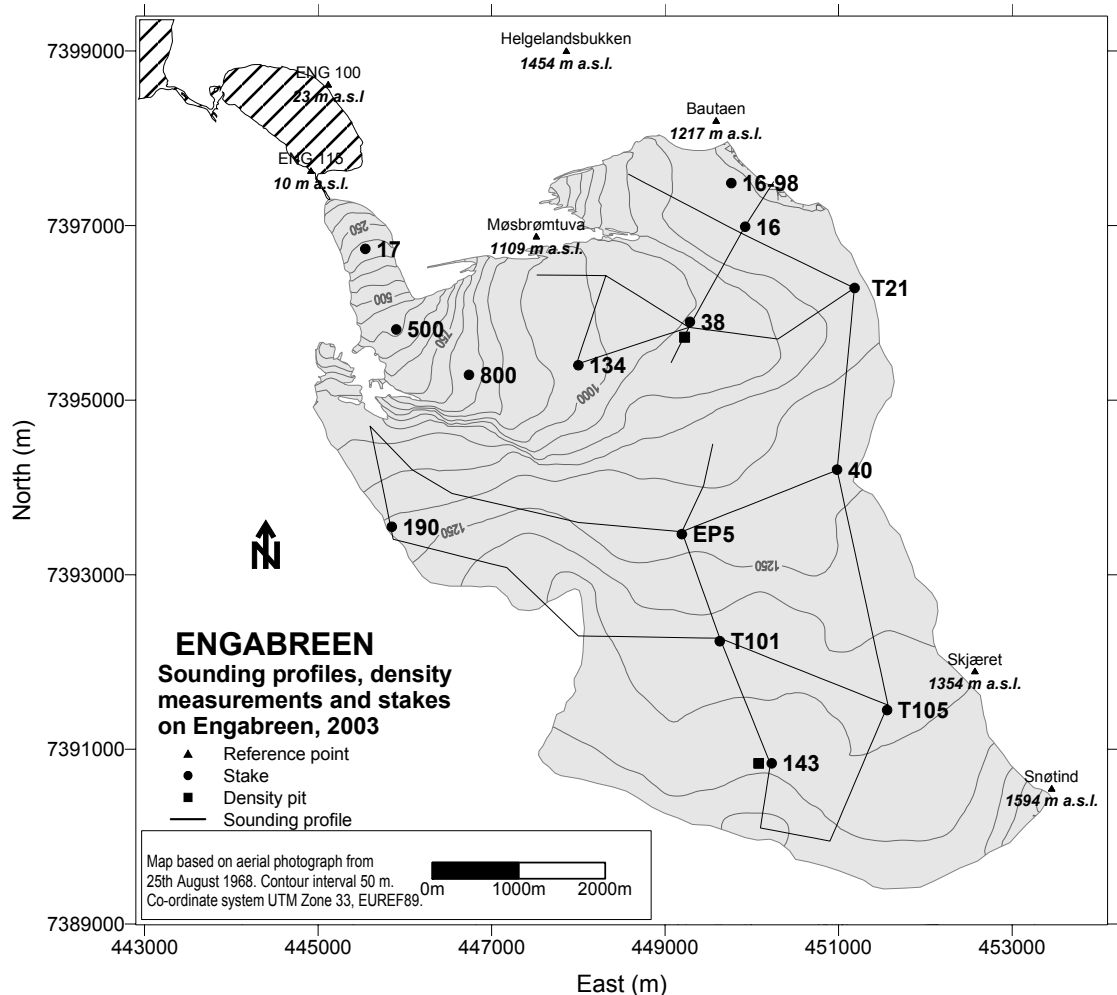 7399000
7397000
7395000
7393000
7391000
7389000
North (m)
Helgelandsbukken
1454 m a.s.l.
ENG 100
23 m a.s.l
Bautaen
1217 m a.s.l.
ENG 115
10 m a.s.l.
16-98
Møsbrømtuva
1109 m a.s.l.
16
250
17
T21
500
500
750
38
134
800
1000
40
190
1250
EP5
1250
N
ENGABREEN
Sounding profiles, density
measurements and stakes
on Engabreen, 2003
Reference point
Stake
Density pit
Sounding profile
T101
Skjæret
1354 m a.s.l.
T105
143
Snøtind
1594 m a.s.l.
Map based on aerial photograph from
25th August 1968. Contour interval 50 m.
Co-ordinate system UTM Zone 33, EUREF89.
0m 1000m 2000m
443000 445000 447000 449000 451000 453000
East (m)